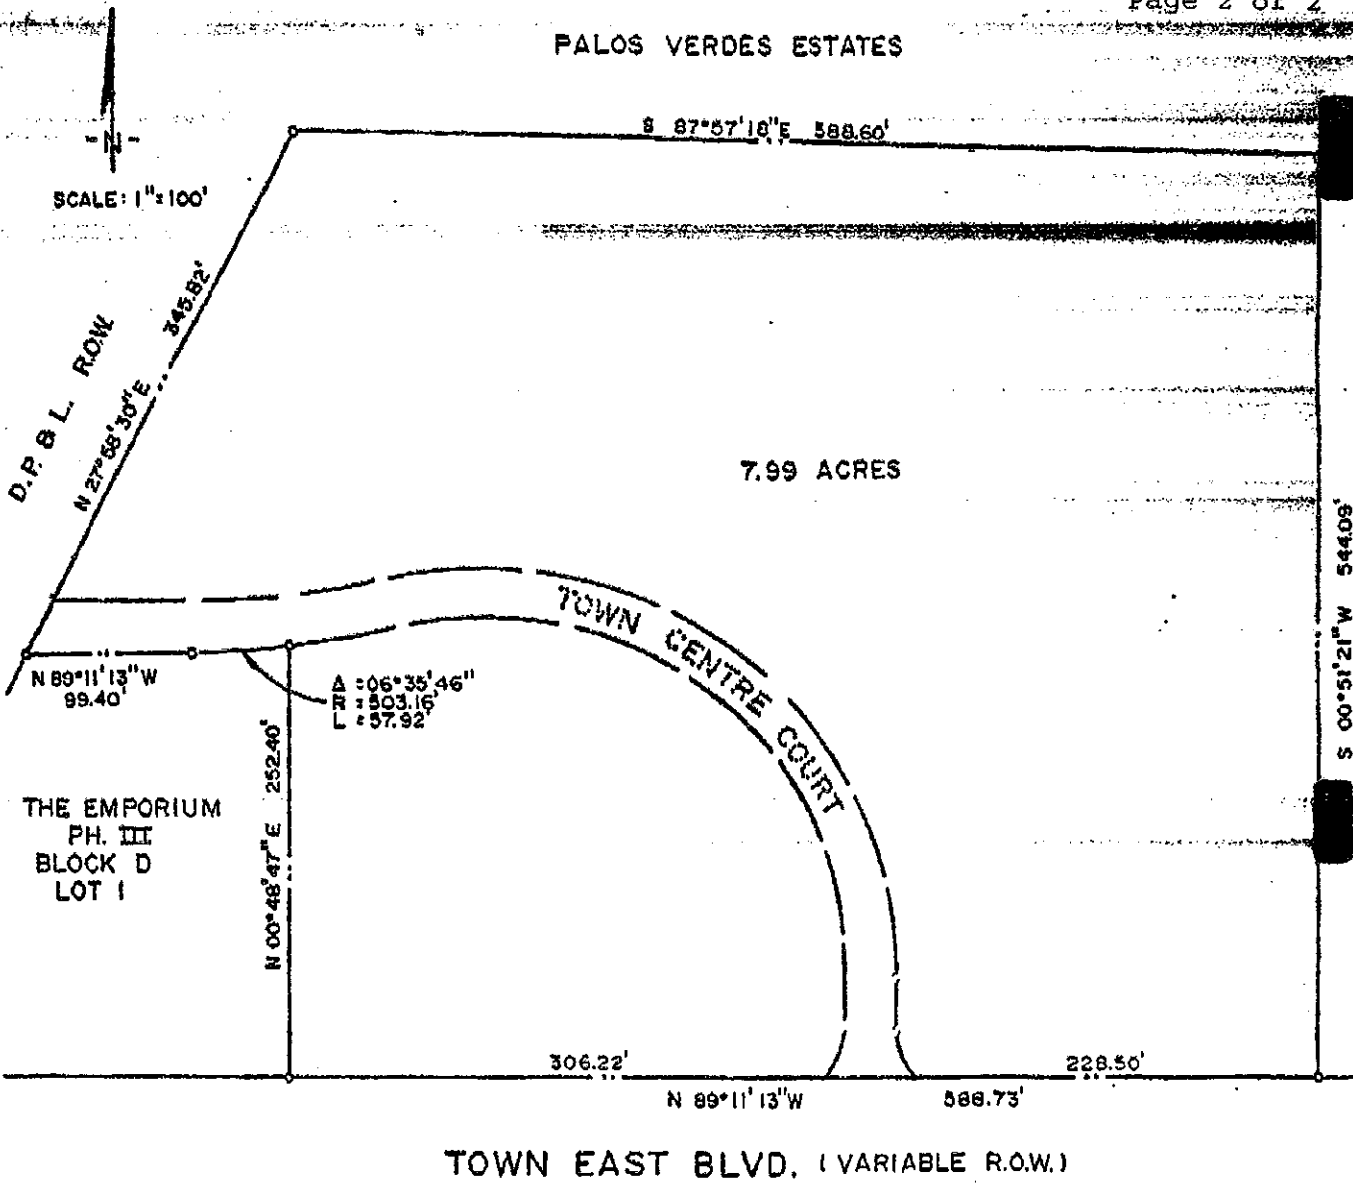 Page 2 of 2
PALOS VERDES ESTATES
N
S 87°57'18"E 588.60'
SCALE: 1"=100'
345.82'
D.P. & L. R.O.W.
N 27°58'30"E
7.99 ACRES
S 00°51'21"W 544.09'
TOWN CENTRE COURT
N 89°11'13"W
99.40'
Δ = 06°35'46"
R = 503.16'
L = 57.92'
N 00°48'47"E 252.40'
THE EMPORIUM
PH. III
BLOCK D
LOT 1
306.22'
228.50'
N 89°11'13"W 588.73'
TOWN EAST BLVD. (VARIABLE R.O.W.)